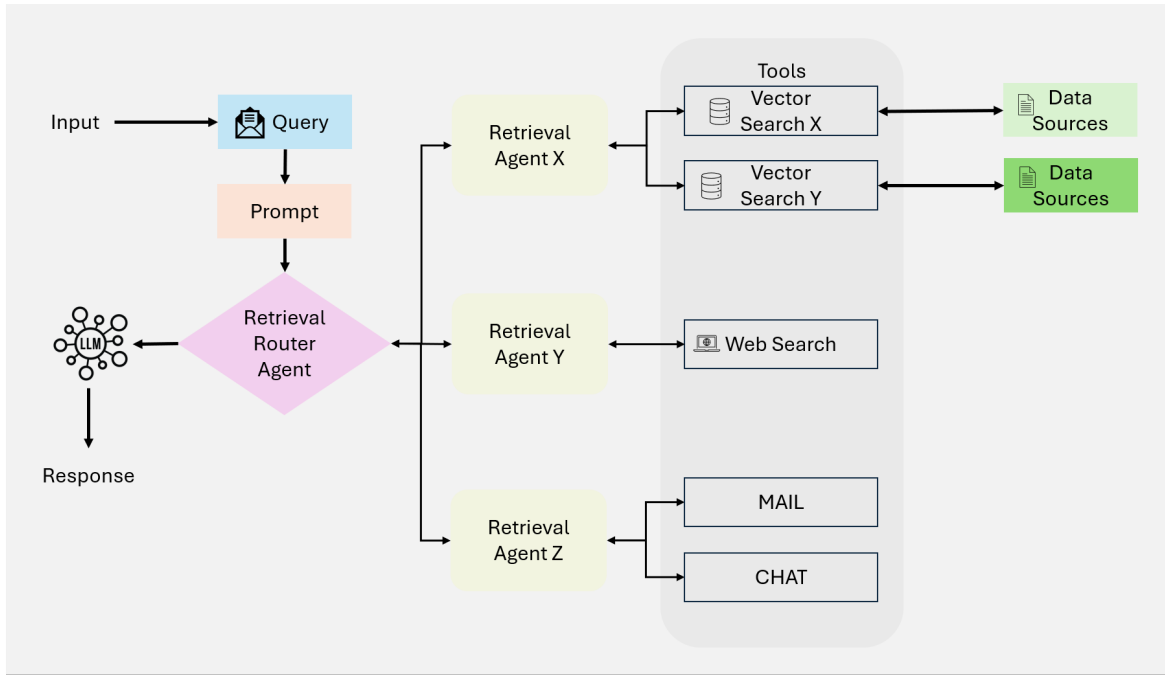 Input
Query
Prompt
Retrieval
Router
Agent
LLM
Response
Retrieval
Agent X
Retrieval
Agent Y
Retrieval
Agent Z
Tools
Vector
Search X
Vector
Search Y
Web Search
MAIL
CHAT
Data
Sources
Data
Sources